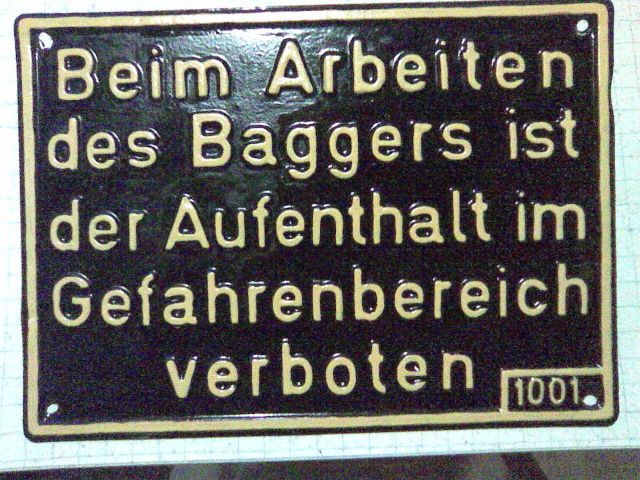 Beim Arbeiten
des Baggers ist
der Aufenthalt im
Gefahrenbereich
verboten
1001